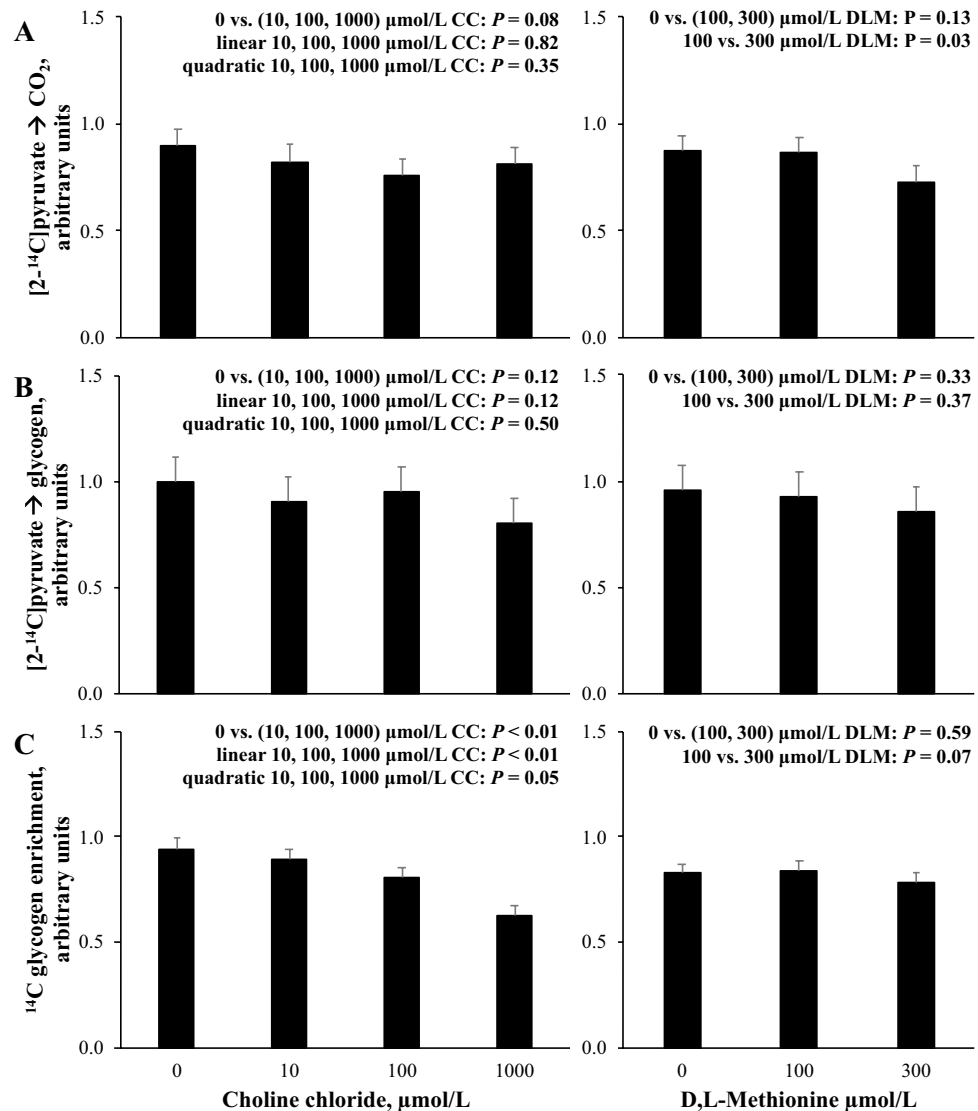 A
[2-¹⁴C]pyruvate → CO₂,
arbitrary units
1.5
1.0
0.5
0.0
0 vs. (10, 100, 1000) µmol/L CC: P = 0.08
linear 10, 100, 1000 µmol/L CC: P = 0.82
quadratic 10, 100, 1000 µmol/L CC: P = 0.35
1.5
1.0
0.5
0.0
0 vs. (100, 300) µmol/L DLM: P = 0.13
100 vs. 300 µmol/L DLM: P = 0.03
B
[2-¹⁴C]pyruvate → glycogen,
arbitrary units
1.5
1.0
0.5
0.0
0 vs. (10, 100, 1000) µmol/L CC: P = 0.12
linear 10, 100, 1000 µmol/L CC: P = 0.12
quadratic 10, 100, 1000 µmol/L CC: P = 0.50
1.5
1.0
0.5
0.0
0 vs. (100, 300) µmol/L DLM: P = 0.33
100 vs. 300 µmol/L DLM: P = 0.37
C
¹⁴C glycogen enrichment,
arbitrary units
1.5
1.0
0.5
0.0
0 vs. (10, 100, 1000) µmol/L CC: P < 0.01
linear 10, 100, 1000 µmol/L CC: P < 0.01
quadratic 10, 100, 1000 µmol/L CC: P = 0.05
0 10 100 1000
Choline chloride, µmol/L
1.5
1.0
0.5
0.0
0 vs. (100, 300) µmol/L DLM: P = 0.59
100 vs. 300 µmol/L DLM: P = 0.07
0 100 300
D,L-Methionine µmol/L